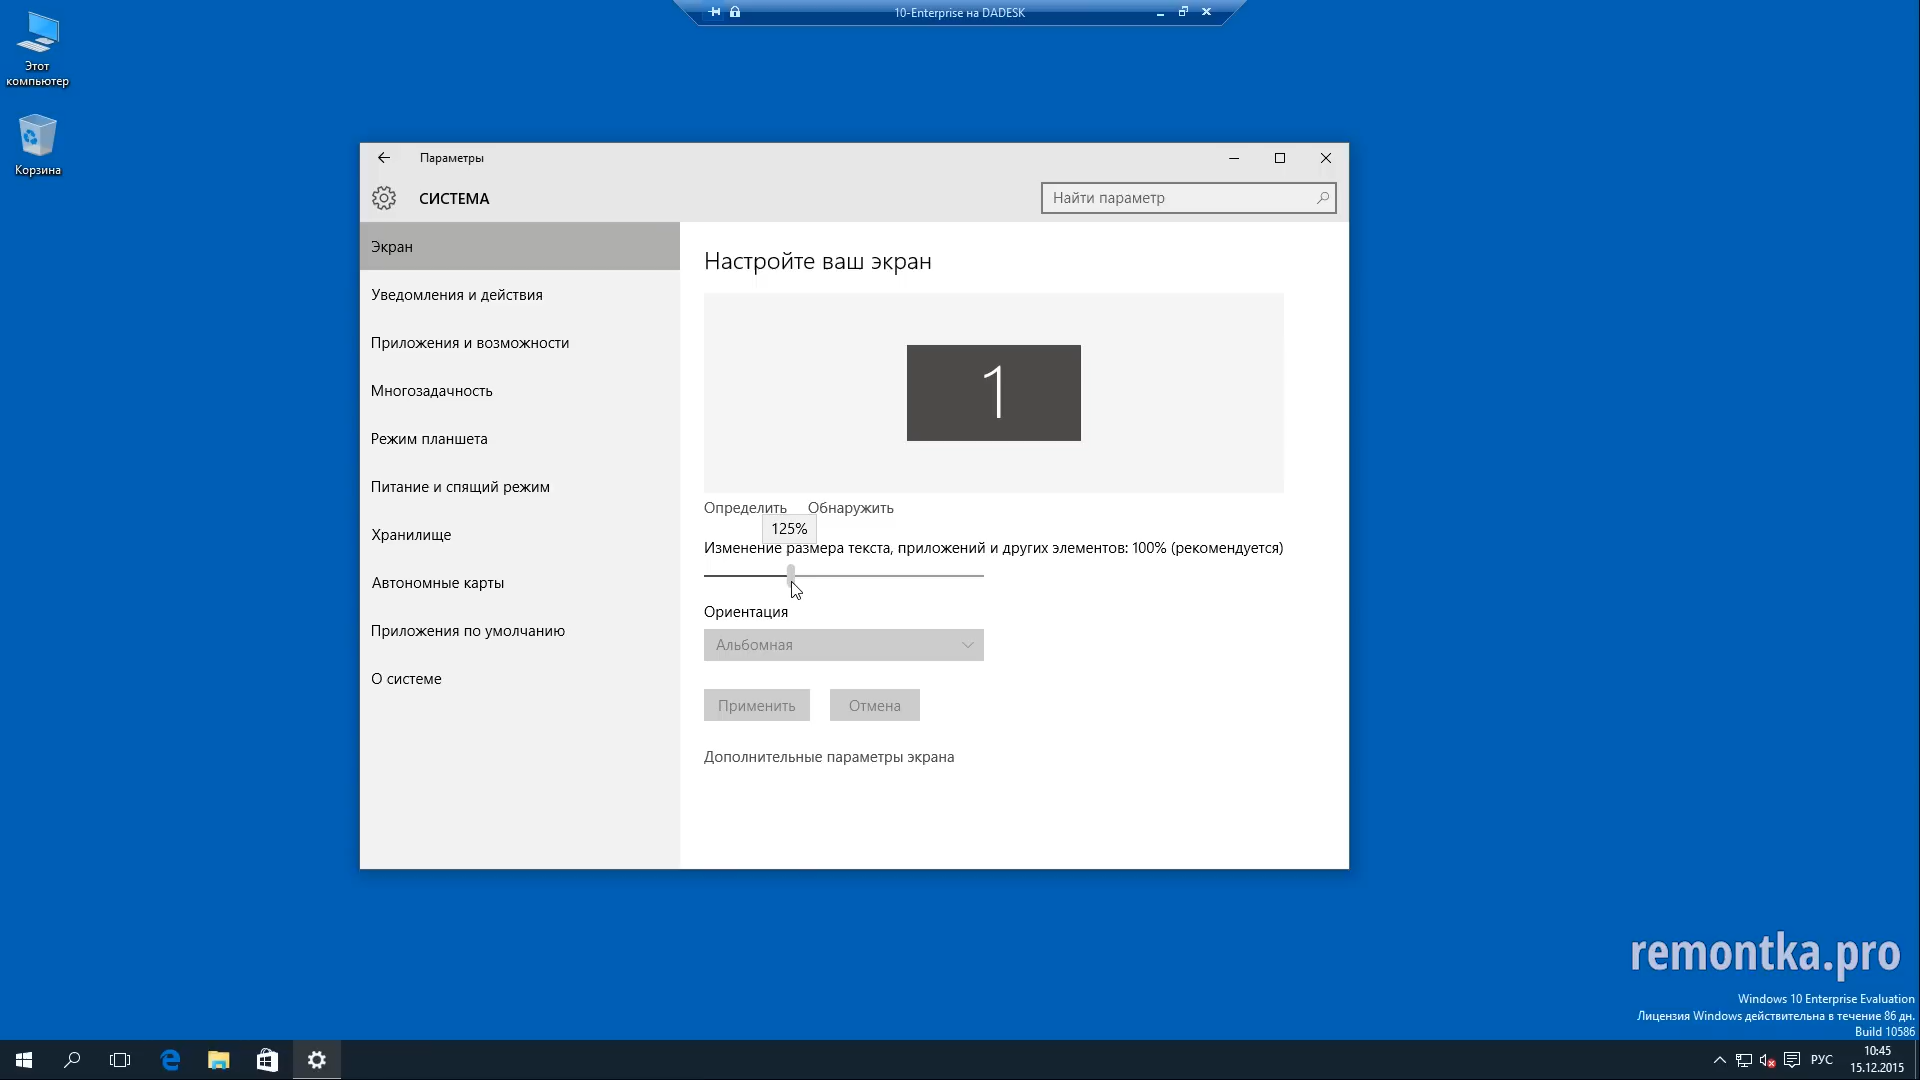 10-Enterprise на DADESK
Этот
компьютер
Корзина
Параметры
СИСТЕМА
Найти параметр
Экран
Уведомления и действия
Приложения и возможности
Многозадачность
Режим планшета
Питание и спящий режим
Хранилище
Автономные карты
Приложения по умолчанию
О системе
Настройте ваш экран
1
Определить Обнаружить
125%
Изменение размера текста, приложений и других элементов: 100% (рекомендуется)
Ориентация
Альбомная
Применить Отмена
Дополнительные параметры экрана
remontka.pro
Windows 10 Enterprise Evaluation
Лицензия Windows действительна в течение 86 дн.
Build 10586
РУС
10:45
15.12.2015